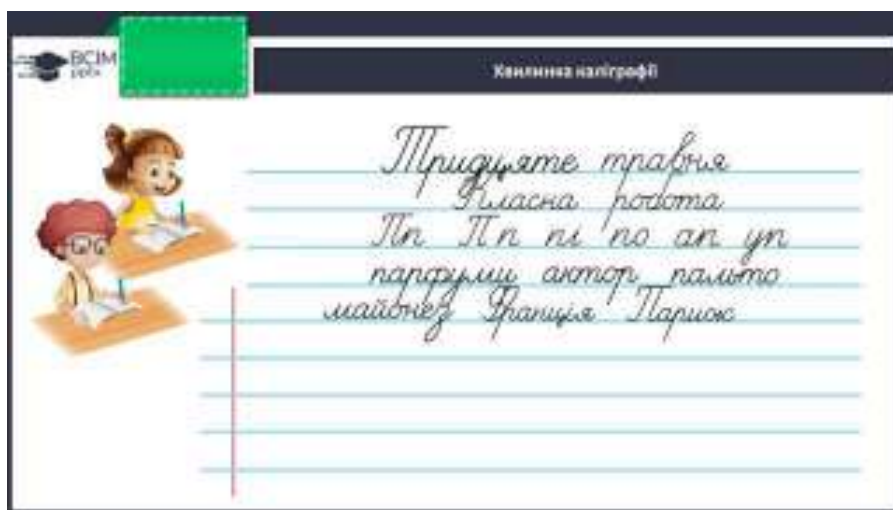 ВСІМ
Хвилинка каліграфії
Тридцяте травня
Класна робота
Пп Пп пі по ап уп
парфуми актор пальто
майонез Франція Париж